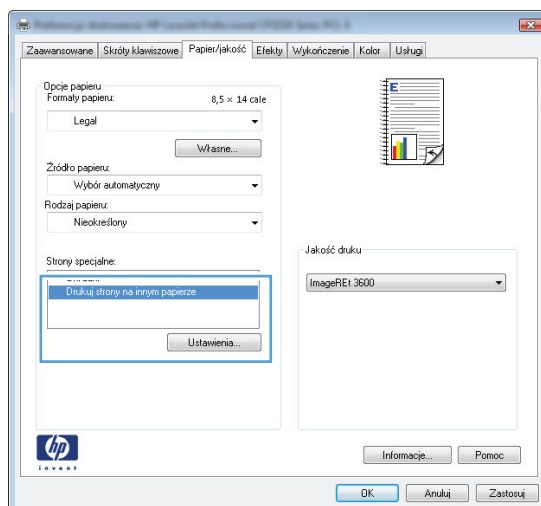 Zaawansowane Skróty klawiszowe Papier/jakość Efekty Wykończenie Kolor Usługi
Opcje papieru
Formaty papieru: 8,5 × 14 cale
Legal
Własne...
Źródło papieru:
Wybór automatyczny
Rodzaj papieru:
Nieokreślony
Strony specjalne:
Drukuj strony na innym papierze
Ustawienia...
E
Jakość druku
ImageREt 3600
hp
invent
Informacje... Pomoc
OK Anuluj Zastosuj